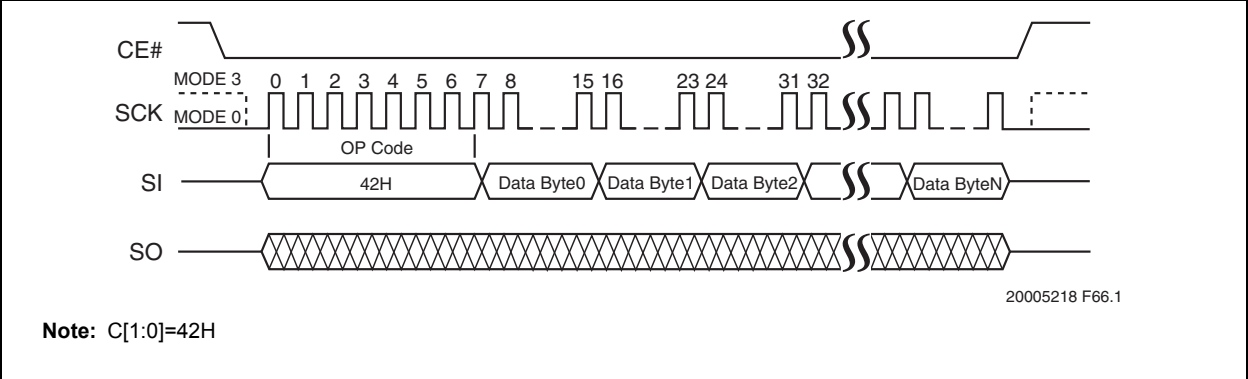 CE#
MODE 3 0 1 2 3 4 5 6 7 8 15 16 23 24 31 32
SCK MODE 0
OP Code
SI 42H Data Byte0 Data Byte1 Data Byte2 Data ByteN
SO
20005218 F66.1
Note: C[1:0]=42H